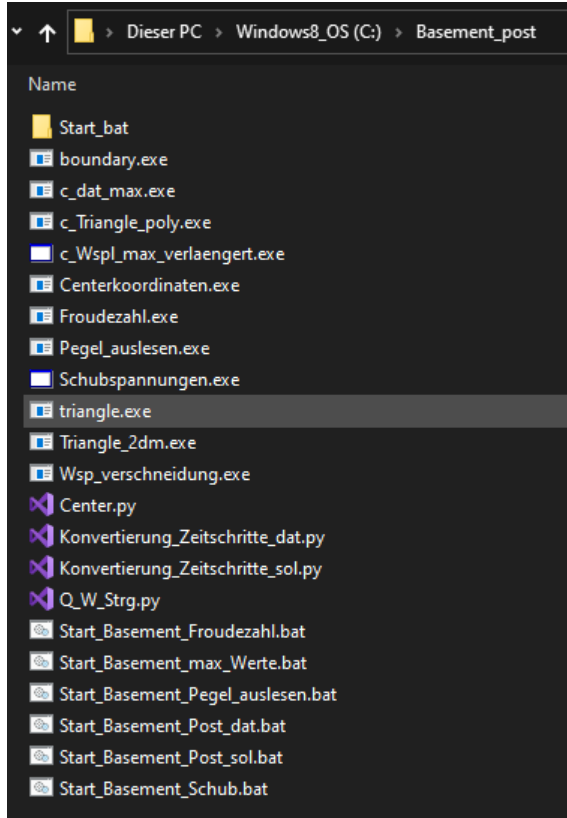 Dieser PC > Windows8_OS (C:) > Basement_post
Name
Start_bat
boundary.exe
c_dat_max.exe
c_Triangle_poly.exe
c_Wspl_max_verlaengert.exe
Centerkoordinaten.exe
Froudezahl.exe
Pegel_auslesen.exe
Schubspannungen.exe
triangle.exe
Triangle_2dm.exe
Wsp_verschneidung.exe
Center.py
Konvertierung_Zeitschritte_dat.py
Konvertierung_Zeitschritte_sol.py
Q_W_Strg.py
Start_Basement_Froudezahl.bat
Start_Basement_max_Werte.bat
Start_Basement_Pegel_auslesen.bat
Start_Basement_Post_dat.bat
Start_Basement_Post_sol.bat
Start_Basement_Schub.bat